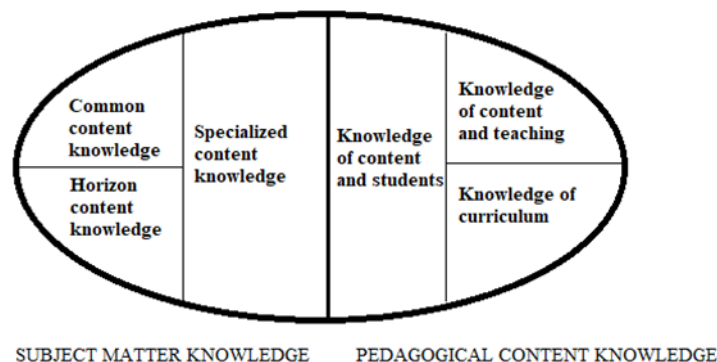 Common
content
knowledge
Horizon
content
knowledge
Specialized
content
knowledge
Knowledge
of content
and students
Knowledge
of content
and teaching
Knowledge of
curriculum
SUBJECT MATTER KNOWLEDGE
PEDAGOGICAL CONTENT KNOWLEDGE